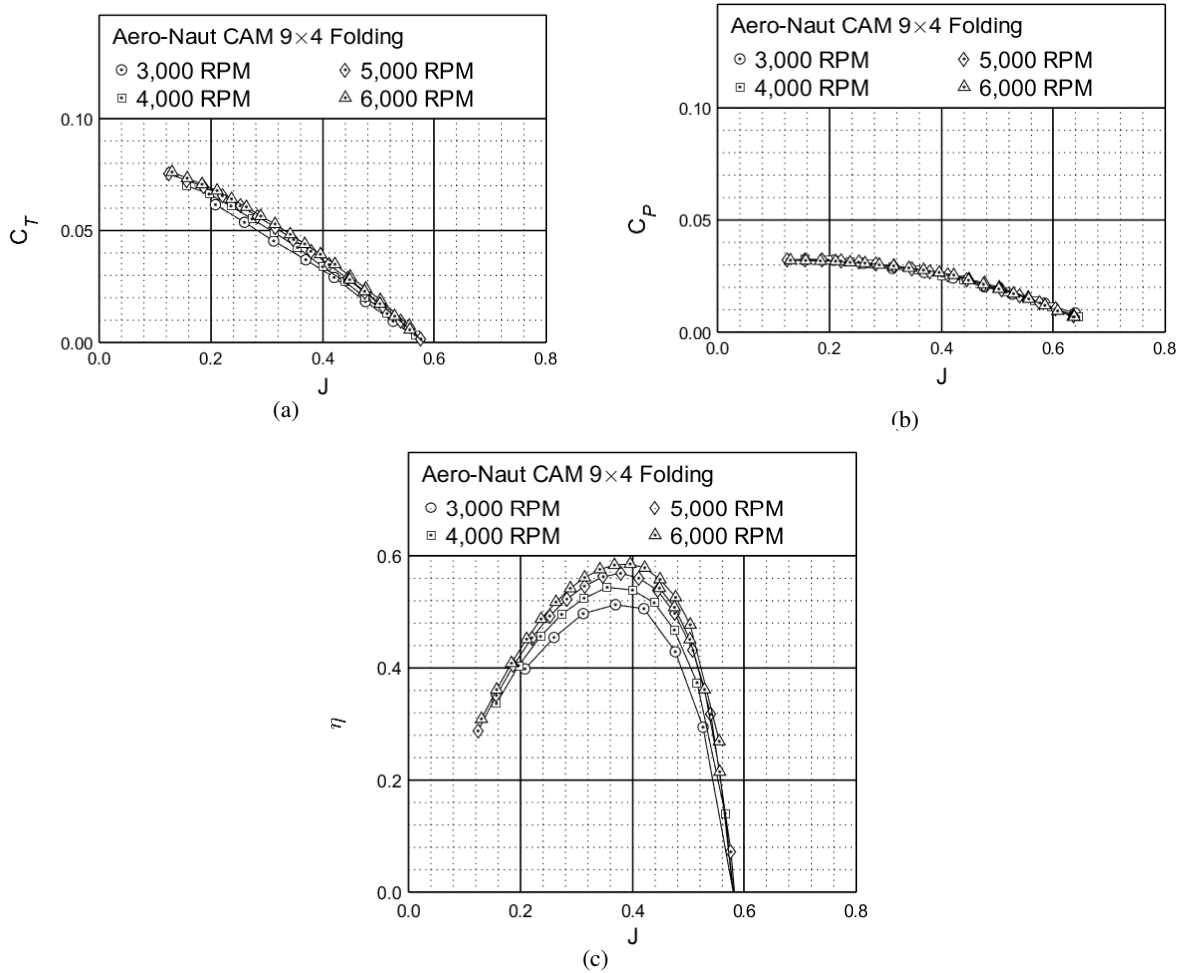 Aero-Naut CAM 9×4 Folding
3,000 RPM
5,000 RPM
4,000 RPM
6,000 RPM
0.10
0.05
0.00
C_T
0.0
0.2
0.4
0.6
0.8
J
(a)
Aero-Naut CAM 9×4 Folding
3,000 RPM
5,000 RPM
4,000 RPM
6,000 RPM
0.10
0.05
0.00
C_P
0.0
0.2
0.4
0.6
0.8
J
(b)
Aero-Naut CAM 9×4 Folding
3,000 RPM
5,000 RPM
4,000 RPM
6,000 RPM
0.6
0.4
0.2
0.0
η
0.0
0.2
0.4
0.6
0.8
J
(c)